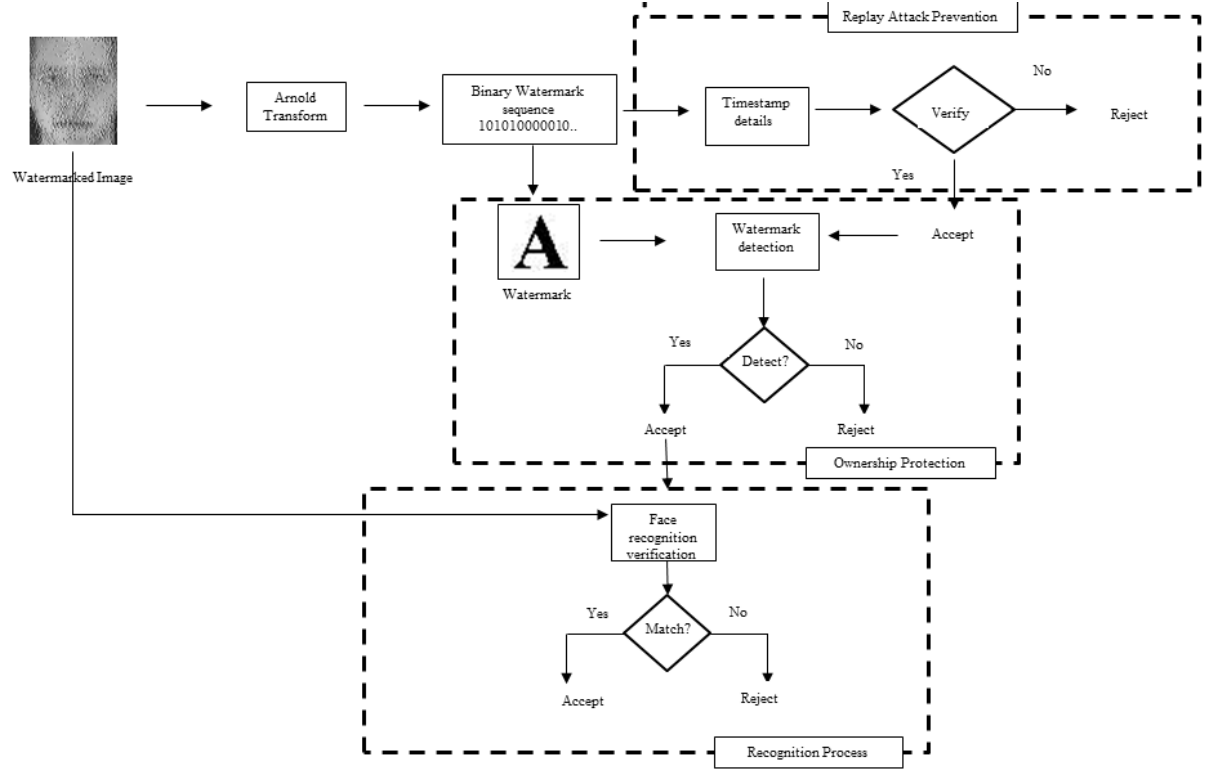 Replay Attack Prevention
Watermarked Image
Arnold
Transform
Binary Watermark
sequence
101010000010..
Timestamp
details
Verify
No
Reject
Yes
Accept
A
Watermark
Watermark
detection
Detect?
Yes
No
Accept
Reject
Ownership Protection
Face
recognition
verification
Match?
Yes
No
Accept
Reject
Recognition Process